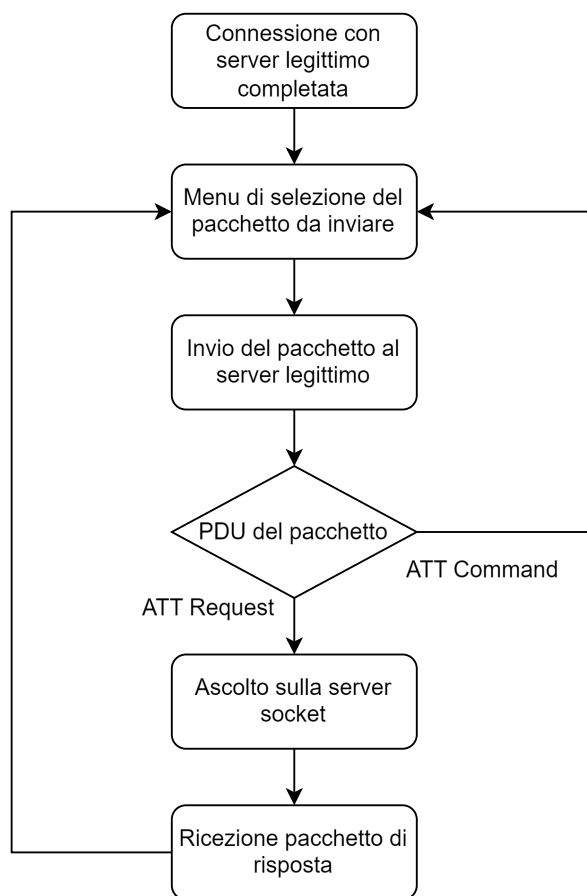 Connessione con
server legittimo
completata
Menu di selezione del
pacchetto da inviare
Invio del pacchetto al
server legittimo
PDU del pacchetto
ATT Command
ATT Request
Ascolto sulla server
socket
Ricezione pacchetto di
risposta